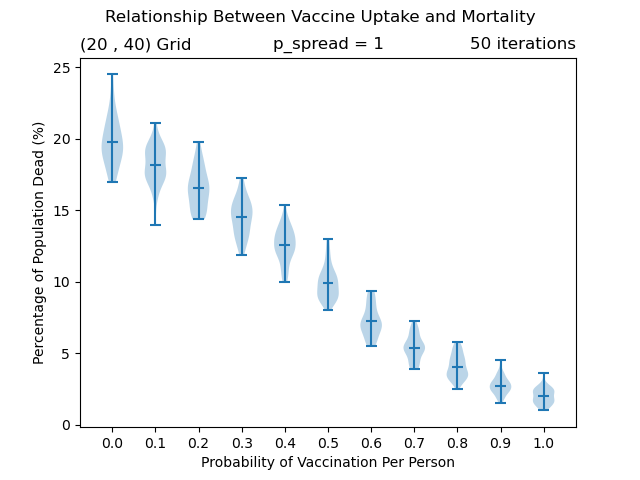 Relationship Between Vaccine Uptake and Mortality
(20 , 40) Grid p_spread = 1 50 iterations
25
20
15
10
5
0
Percentage of Population Dead (%)
0.0 0.1 0.2 0.3 0.4 0.5 0.6 0.7 0.8 0.9 1.0
Probability of Vaccination Per Person